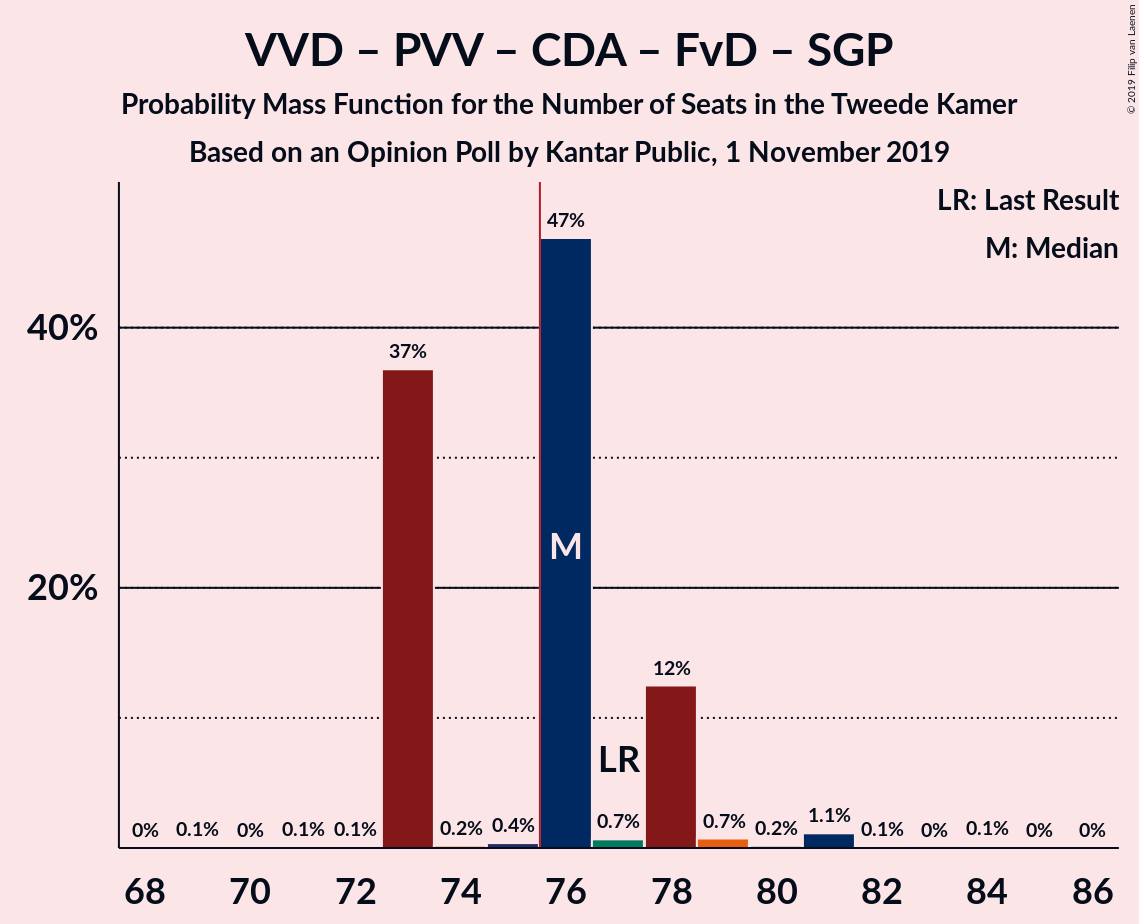 VVD – PVV – CDA – FvD – SGP
Probability Mass Function for the Number of Seats in the Tweede Kamer
Based on an Opinion Poll by Kantar Public, 1 November 2019
© 2019 Filip van Laenen
LR: Last Result
M: Median
40%
20%
0%
0.1%
0%
0.1%
0.1%
37%
0.2%
0.4%
47%
M
0.7%
LR
12%
0.7%
0.2%
1.1%
0.1%
0%
0.1%
0%
0%
68 70 72 74 76 78 80 82 84 86